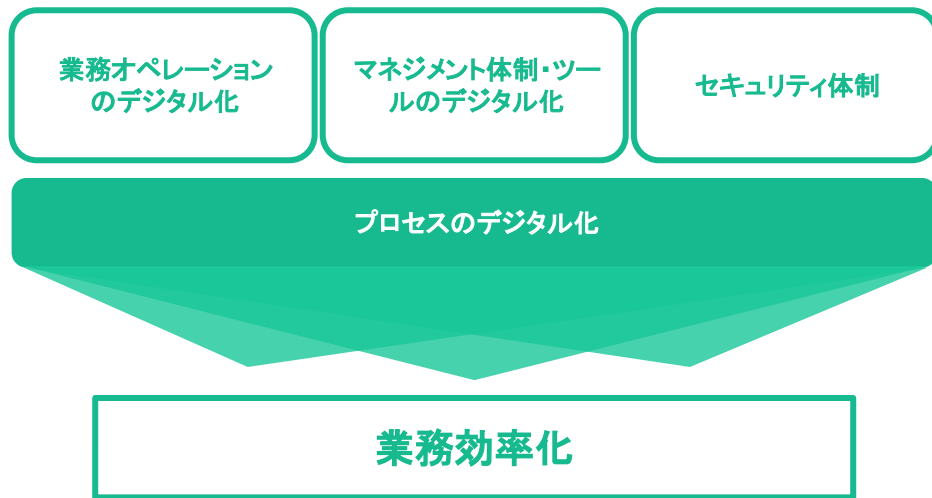 業務オペレーション
のデジタル化
マネジメント体制・ツー
ルのデジタル化
セキュリティ体制
プロセスのデジタル化
業務効率化